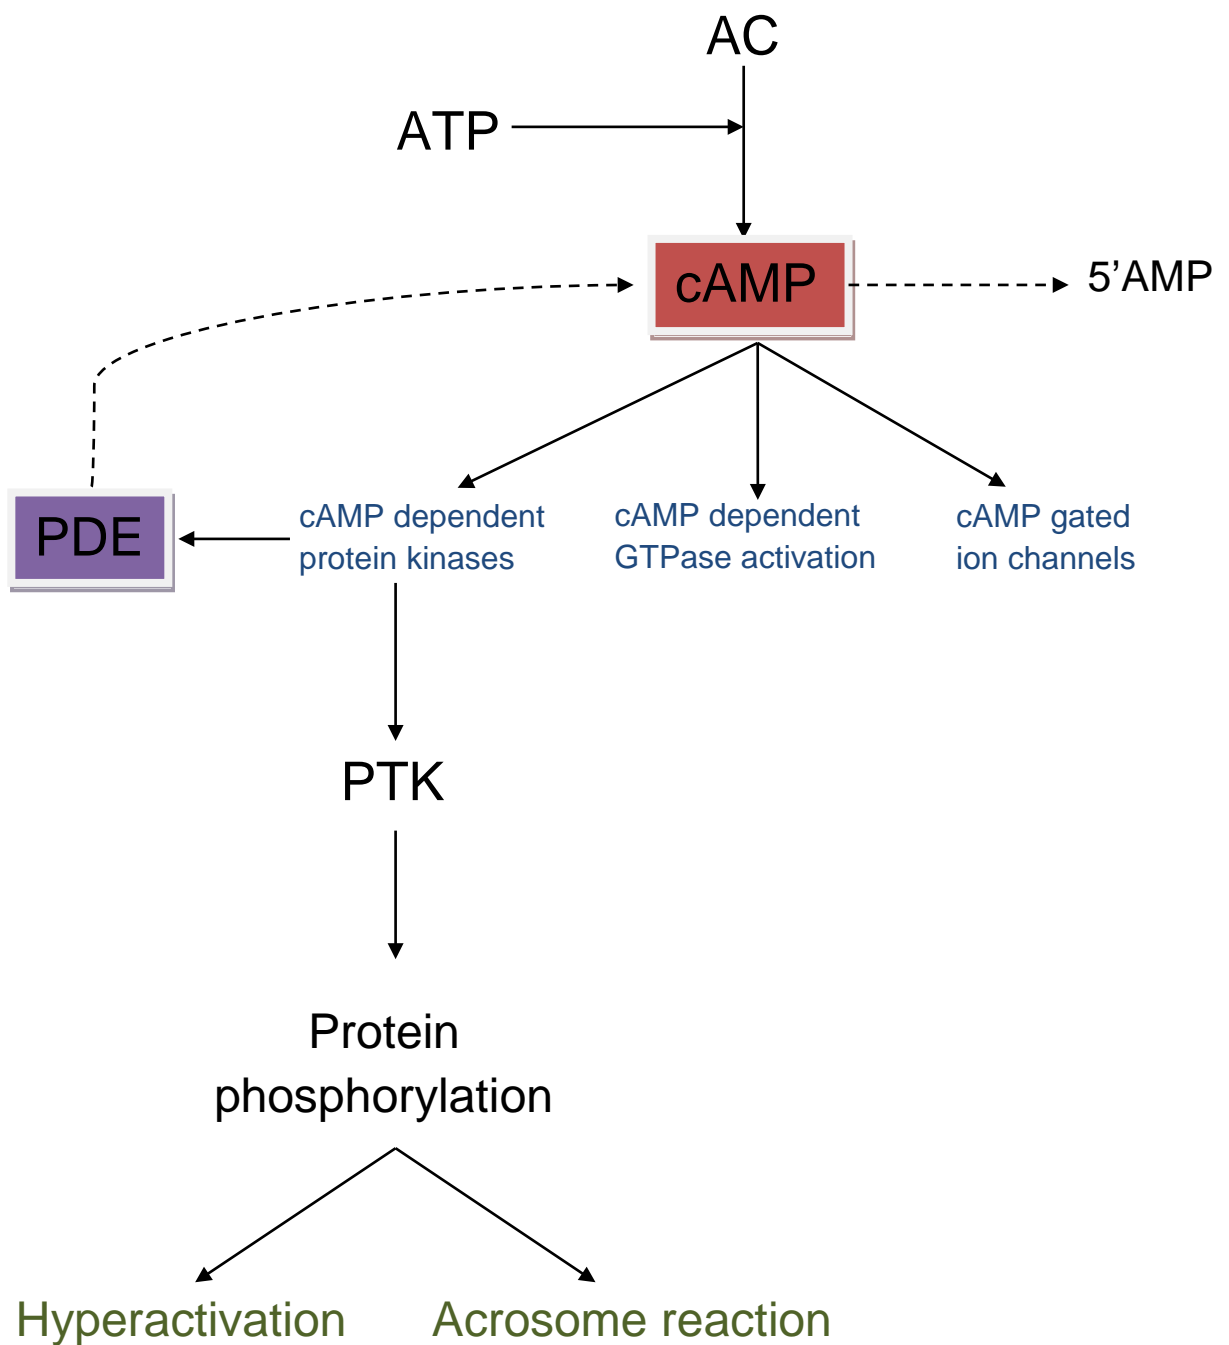 AC
ATP
cAMP
5’AMP
PDE
cAMP dependent
protein kinases
cAMP dependent
GTPase activation
cAMP gated
ion channels
PTK
Protein
phosphorylation
Hyperactivation
Acrosome reaction